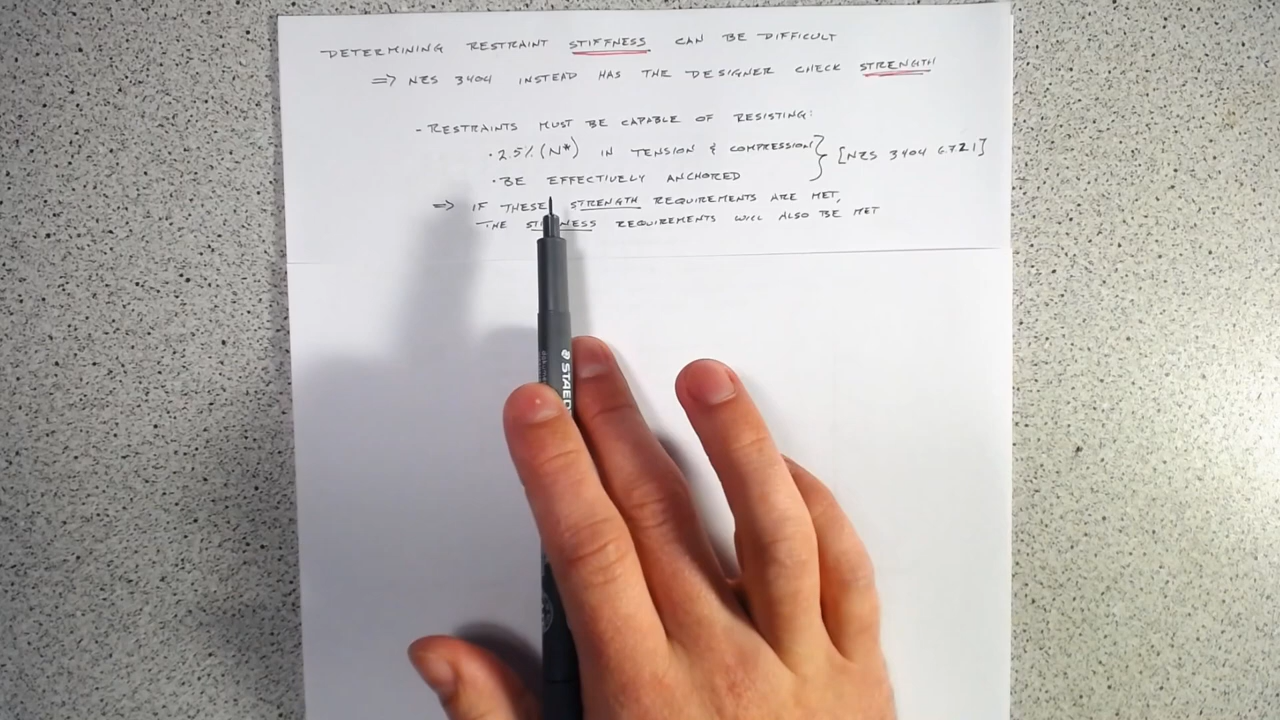 DETERMINING RESTRAINT STIFFNESS CAN BE DIFFICULT
⇒ NZS 3404 INSTEAD HAS THE DESIGNER CHECK STRENGTH
- RESTRAINTS MUST BE CAPABLE OF RESISTING:
• 2.5% (N*) IN TENSION & COMPRESSION } [NZS 3404 6.7.2.1]
• BE EFFECTIVELY ANCHORED
⇒ IF THESE STRENGTH REQUIREMENTS ARE MET,
THE STIFFNESS REQUIREMENTS WILL ALSO BE MET
STAED